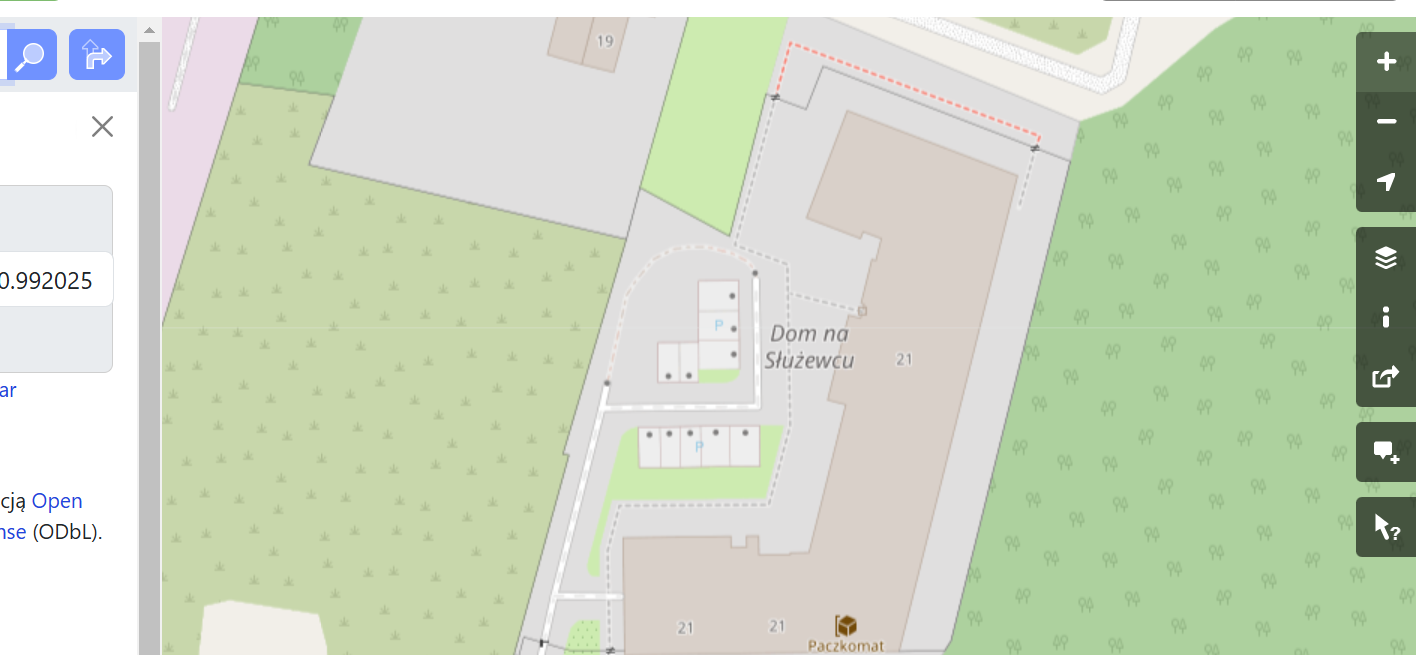 19
0.992025
P
Dom na
Służewcu
21
ar
P
cją Open
nse (ODbL).
21
21
Paczkomat
?